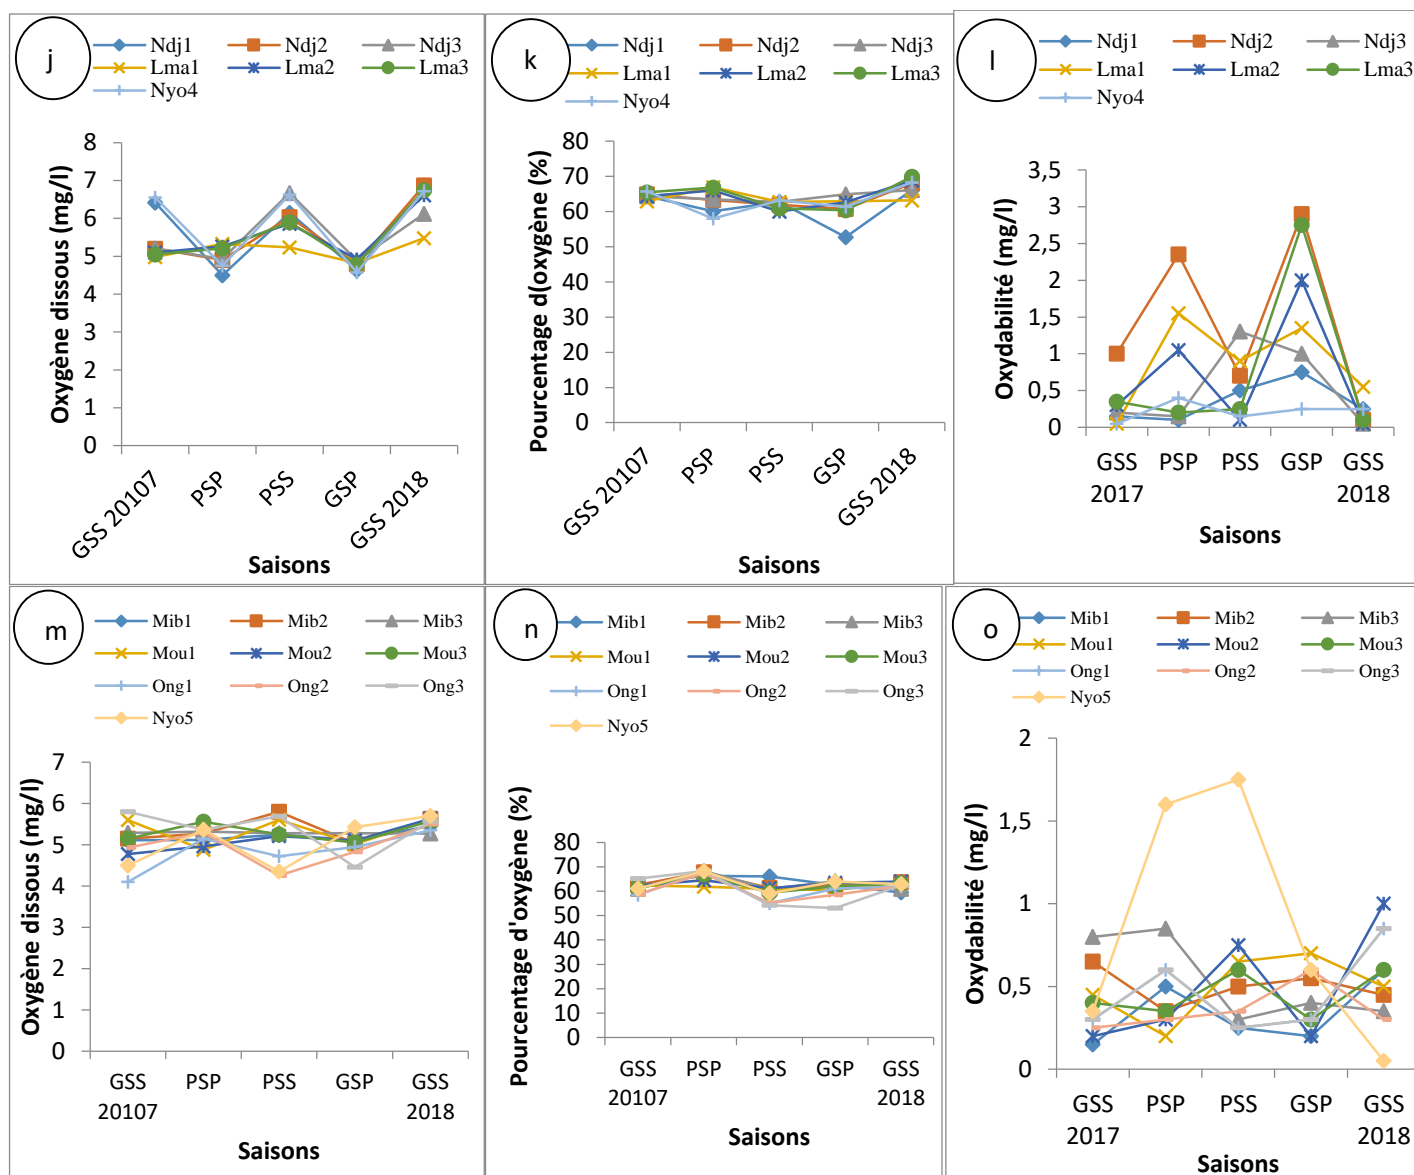 j
Ndj1 Ndj2 Ndj3
Lma1 Lma2 Lma3
Nyo4
Oxygène dissous (mg/l)
8
7
6
5
4
3
2
1
0
GSS 20107 PSP PSS GSP GSS 2018
Saisons
k
Ndj1 Ndj2 Ndj3
Lma1 Lma2 Lma3
Nyo4
Pourcentage d(oxygène (%)
80
70
60
50
40
30
20
10
0
GSS 20107 PSP PSS GSP GSS 2018
Saisons
l
Ndj1 Ndj2 Ndj3
Lma1 Lma2 Lma3
Nyo4
Oxydabilité (mg/l)
3,5
3
2,5
2
1,5
1
0,5
0
GSS PSP PSS GSP GSS
2017 2018
Saisons
m
Mib1 Mib2 Mib3
Mou1 Mou2 Mou3
Ong1 Ong2 Ong3
Nyo5
Oxygène dissous (mg/l)
7
6
5
4
3
2
1
0
GSS PSP PSS GSP GSS
20107 2018
Saisons
n
Mib1 Mib2 Mib3
Mou1 Mou2 Mou3
Ong1 Ong2 Ong3
Nyo5
Pourcentage d'oxygène (%)
80
70
60
50
40
30
20
10
0
GSS PSP PSS GSP GSS
20107 2018
Saisons
o
Mib1 Mib2 Mib3
Mou1 Mou2 Mou3
Ong1 Ong2 Ong3
Nyo5
Oxydabilité (mg/l)
2
1,5
1
0,5
0
GSS PSP PSS GSP GSS
2017 2018
Saisons